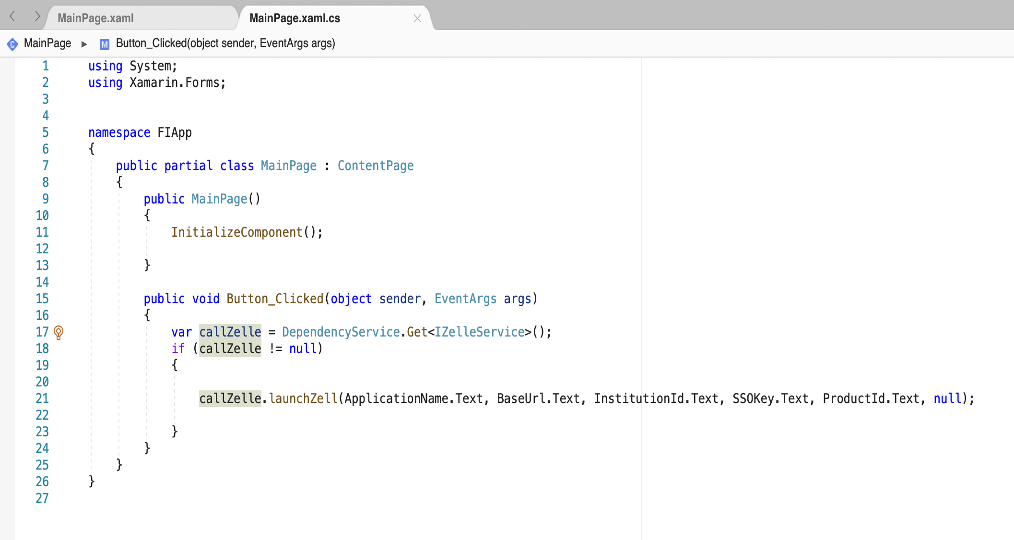 MainPage.xaml
MainPage.xaml.cs
MainPage
M Button_Clicked(object sender, EventArgs args)
1 using System;
2 using Xamarin.Forms;
3
4
5 namespace FIApp
6 {
7 public partial class MainPage : ContentPage
8 {
9 public MainPage()
10 {
11 InitializeComponent();
12
13 }
14
15 public void Button_Clicked(object sender, EventArgs args)
16 {
17 var callZelle = DependencyService.Get<IZelleService>();
18 if (callZelle != null)
19 {
20
21 callZelle.launchZell(ApplicationName.Text, BaseUrl.Text, InstitutionId.Text, SSOKey.Text, ProductId.Text, null);
22
23 }
24 }
25 }
26 }
27